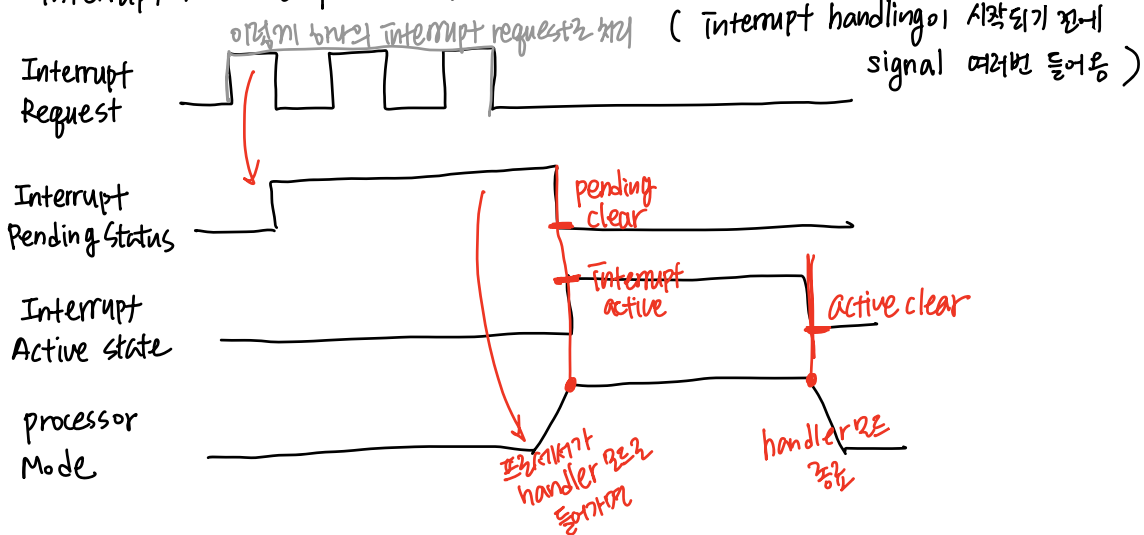 이렇게 하나의 interrupt request로 처리
( interrupt handling이 시작되기 전에
signal 여러번 들어옴 )
Interrupt
Request
Interrupt
Pending Status
pending
clear
Interrupt
Active state
interrupt
active
active clear
processor
Mode
프로세서가
handler 모드로
들어가면
handler 모드
종료